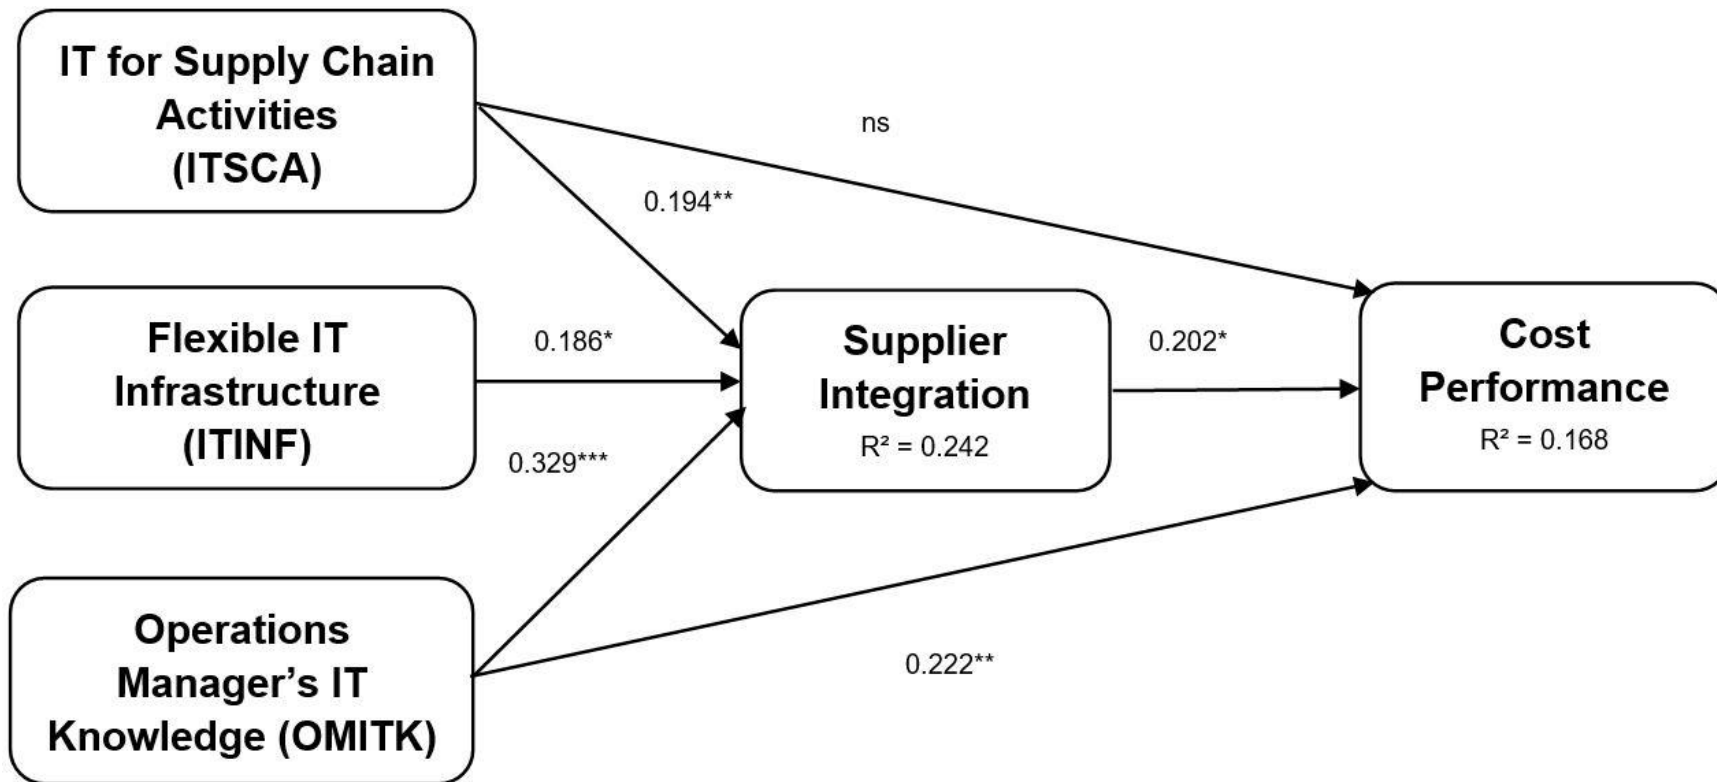 IT for Supply Chain
Activities
(ITSCA)
ns
0.194**
Flexible IT
Infrastructure
(ITINF)
0.186*
Supplier
Integration
R² = 0.242
0.202*
Cost
Performance
R² = 0.168
0.329***
Operations
Manager’s IT
Knowledge (OMITK)
0.222**